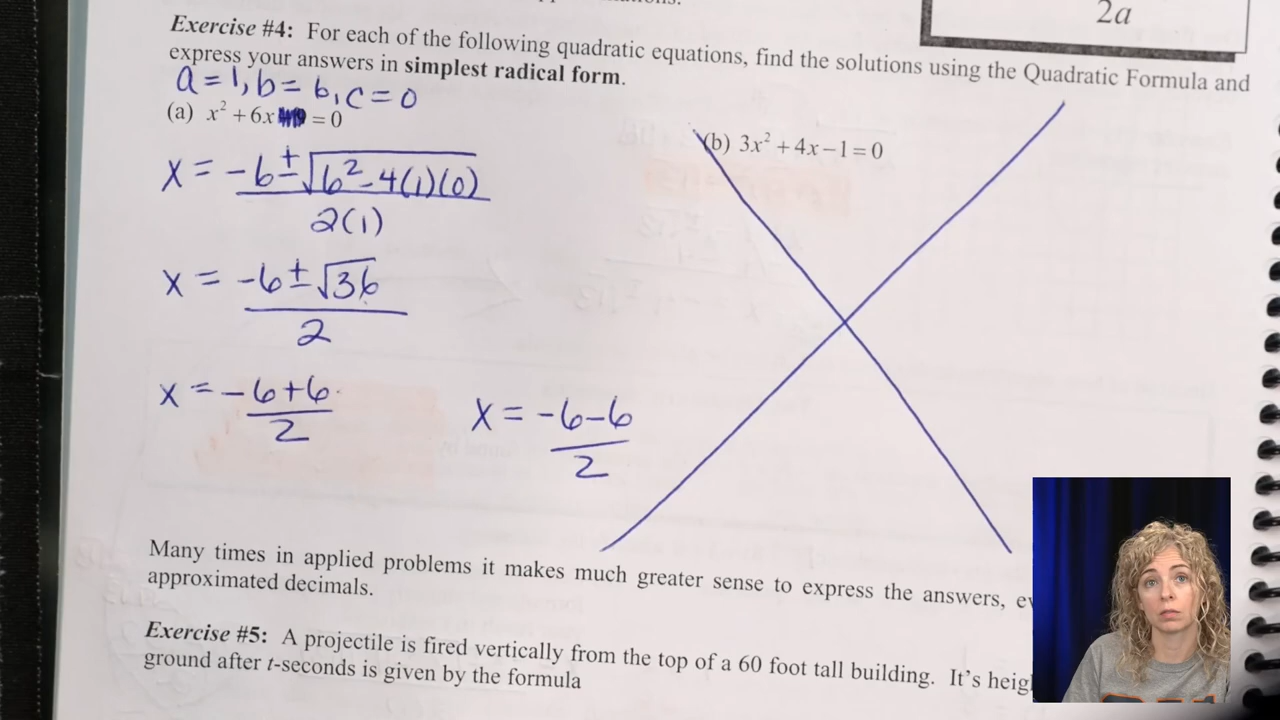 2a
Exercise #4: For each of the following quadratic equations, find the solutions using the Quadratic Formula and
express your answers in simplest radical form.
a = 1, b = 6, c = 0
(a) x² + 6x = 0
(b) 3x² + 4x − 1 = 0
x = -6 ± √6² - 4(1)(0)
2(1)
x = -6 ± √36
2
x = -6+6
2
x = -6-6
2
Many times in applied problems it makes much greater sense to express the answers,
approximated decimals.
Exercise #5: A projectile is fired vertically from the top of a 60 foot tall building. It's
ground after t-seconds is given by the formula